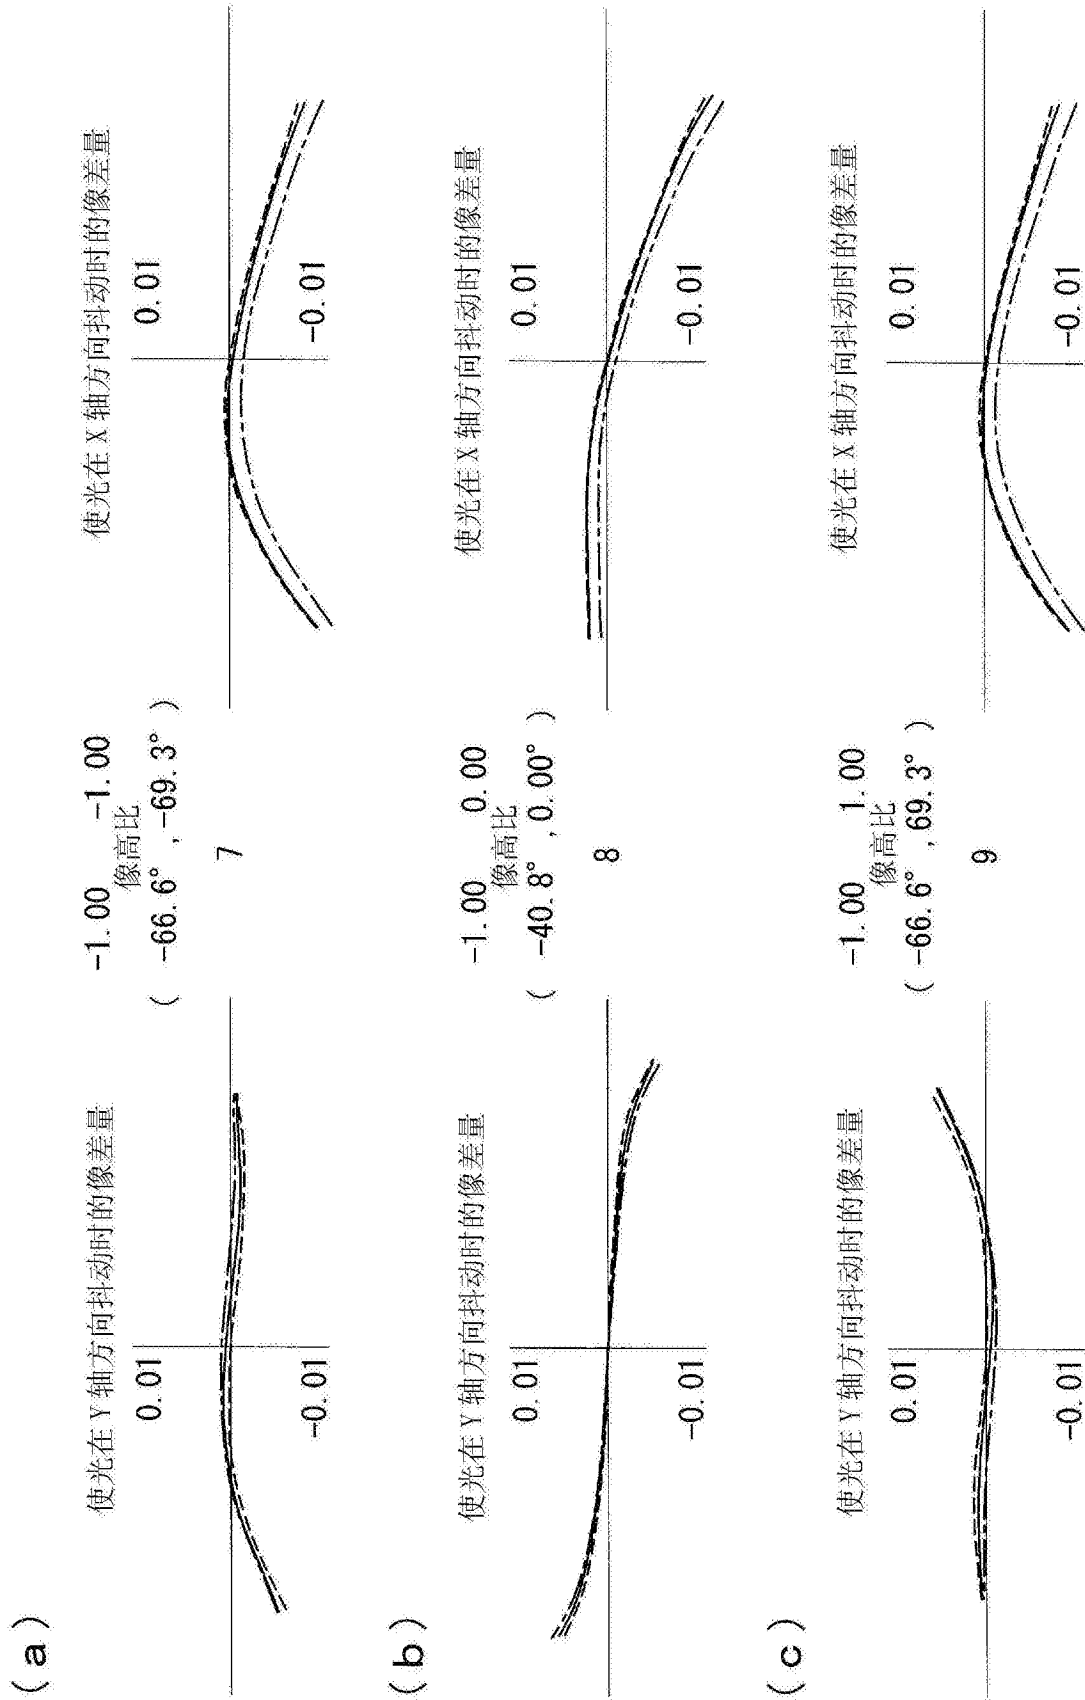 (a)
使光在 Y 轴方向抖动时的像差量
0.01
-0.01
-1.00 -1.00
像高比
( -66.6° , -69.3° )
7
使光在 X 轴方向抖动时的像差量
0.01
-0.01
(b)
使光在 Y 轴方向抖动时的像差量
0.01
-0.01
-1.00 0.00
像高比
( -40.8° , 0.00° )
8
使光在 X 轴方向抖动时的像差量
0.01
-0.01
(c)
使光在 Y 轴方向抖动时的像差量
0.01
-0.01
-1.00 1.00
像高比
( -66.6° , 69.3° )
9
使光在 X 轴方向抖动时的像差量
0.01
-0.01